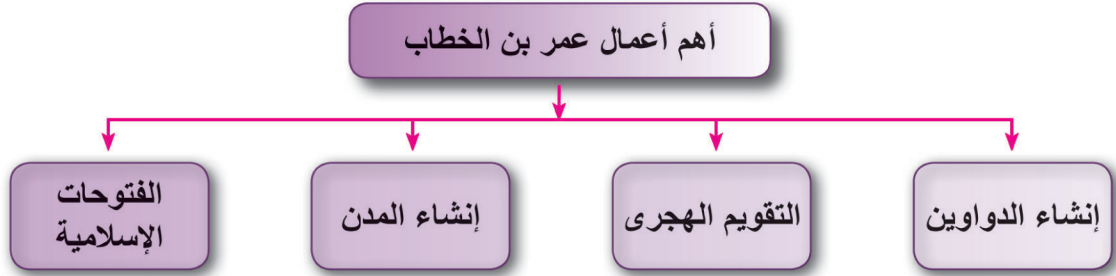 أهم أعمال عمر بن الخطاب
إنشاء الدواوين
التقويم الهجرى
إنشاء المدن
الفتوحات
الإسلامية